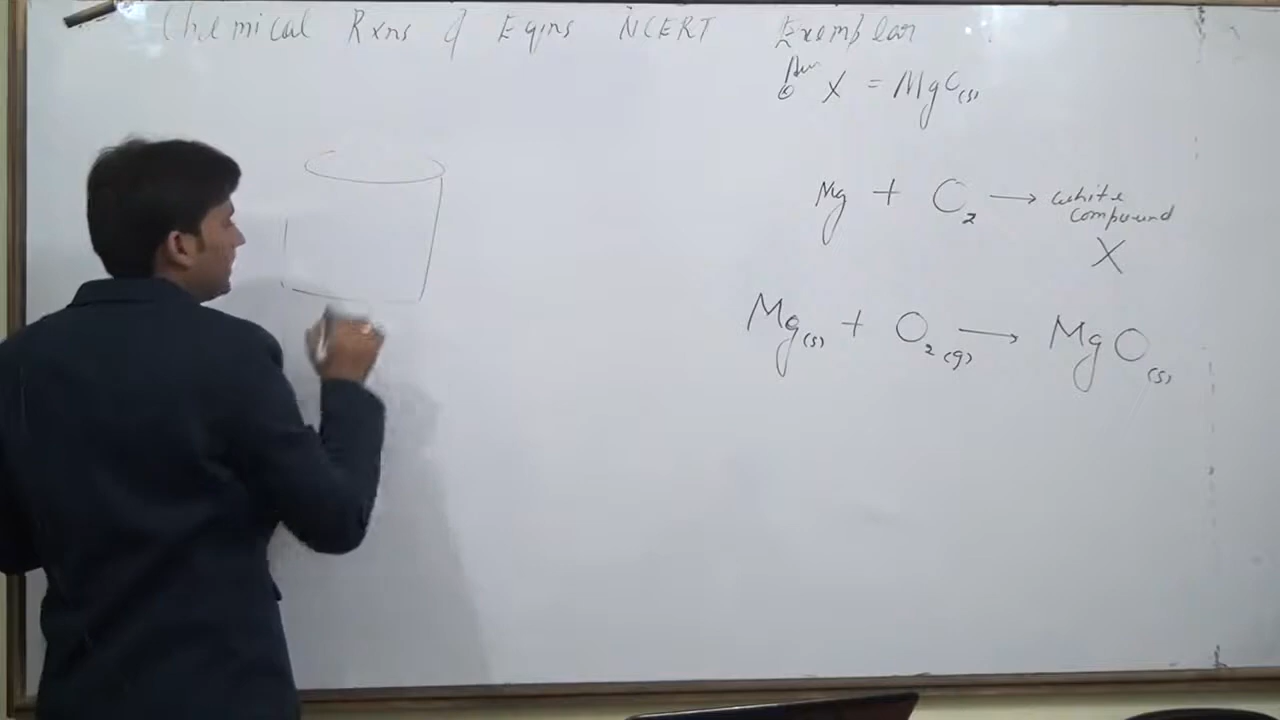 Chemical Rxns & Eqns NCERT Exemplar
Ans
X = MgO(s)
Mg + O2 → white
compound
X
Mg(s) + O2(g) → MgO(s)